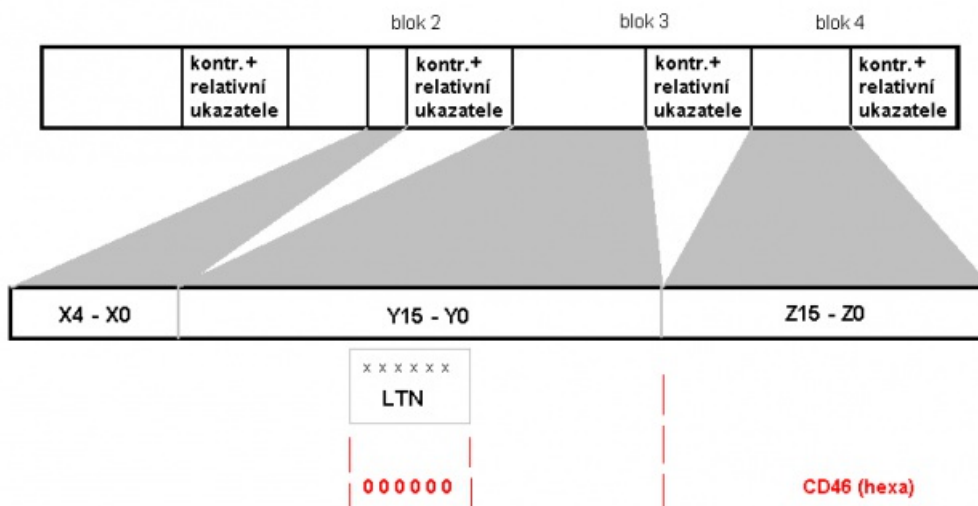 blok 2 blok 3 blok 4
kontr.+ kontr.+ kontr.+ kontr.+
relativní relativní relativní relativní
ukazatele ukazatele ukazatele ukazatele
X4 - X0 Y15 - Y0 Z15 - Z0
x x x x x x
LTN
0 0 0 0 0 0 CD46 (hexa)